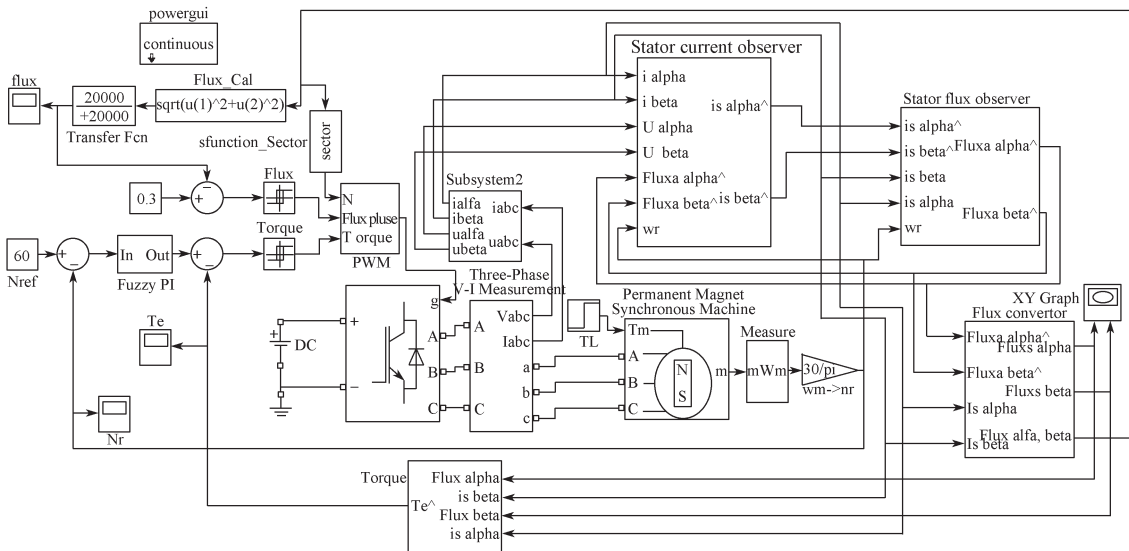 powergui
continuous
flux
20000
+20000
Transfer Fcn
Flux_Cal
sqrt(u(1)^2+u(2)^2)
sfunction_Sector
sector
0.3
+
−
Flux
N
Flux pluse
T orque
PWM
60
Nref
+
−
In Out
Fuzzy PI
+
−
Torque
Te
Nr
Subsystem2
ialfa
ibeta
ualfa
ubeta
iabc
uabc
DC
+
+
−
g
A
B
C
Three-Phase
V-I Measurement
A
B
C
Vabc
Iabc
a
b
c
TL
Permanent Magnet
Synchronous Machine
Tm
A
B
C
N
S
m
Measure
mWm
30/pi
wm->nr
Stator current observer
i alpha
i beta
U alpha
U beta
Fluxa alpha^
Fluxa beta^
wr
is alpha^
is beta^
Stator flux observer
is alpha^
is beta^
is beta
is alpha
wr
Fluxa alpha^
Fluxa beta^
XY Graph
Flux convertor
Fluxa alpha^
Fluxa beta^
Is alpha
Is beta
Fluxs alpha
Fluxs beta
Flux alfa, beta
Torque
Te^
Flux alpha
is beta
Flux beta
is alpha